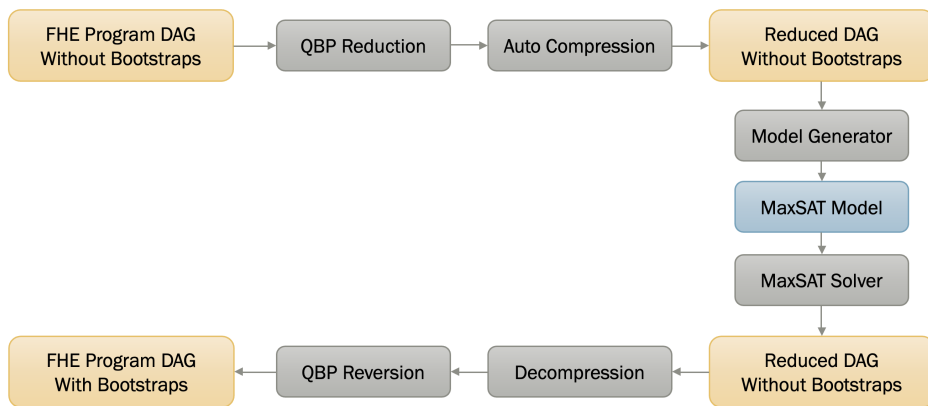 FHE Program DAG
Without Bootstraps
QBP Reduction
Auto Compression
Reduced DAG
Without Bootstraps
Model Generator
MaxSAT Model
MaxSAT Solver
FHE Program DAG
With Bootstraps
QBP Reversion
Decompression
Reduced DAG
Without Bootstraps